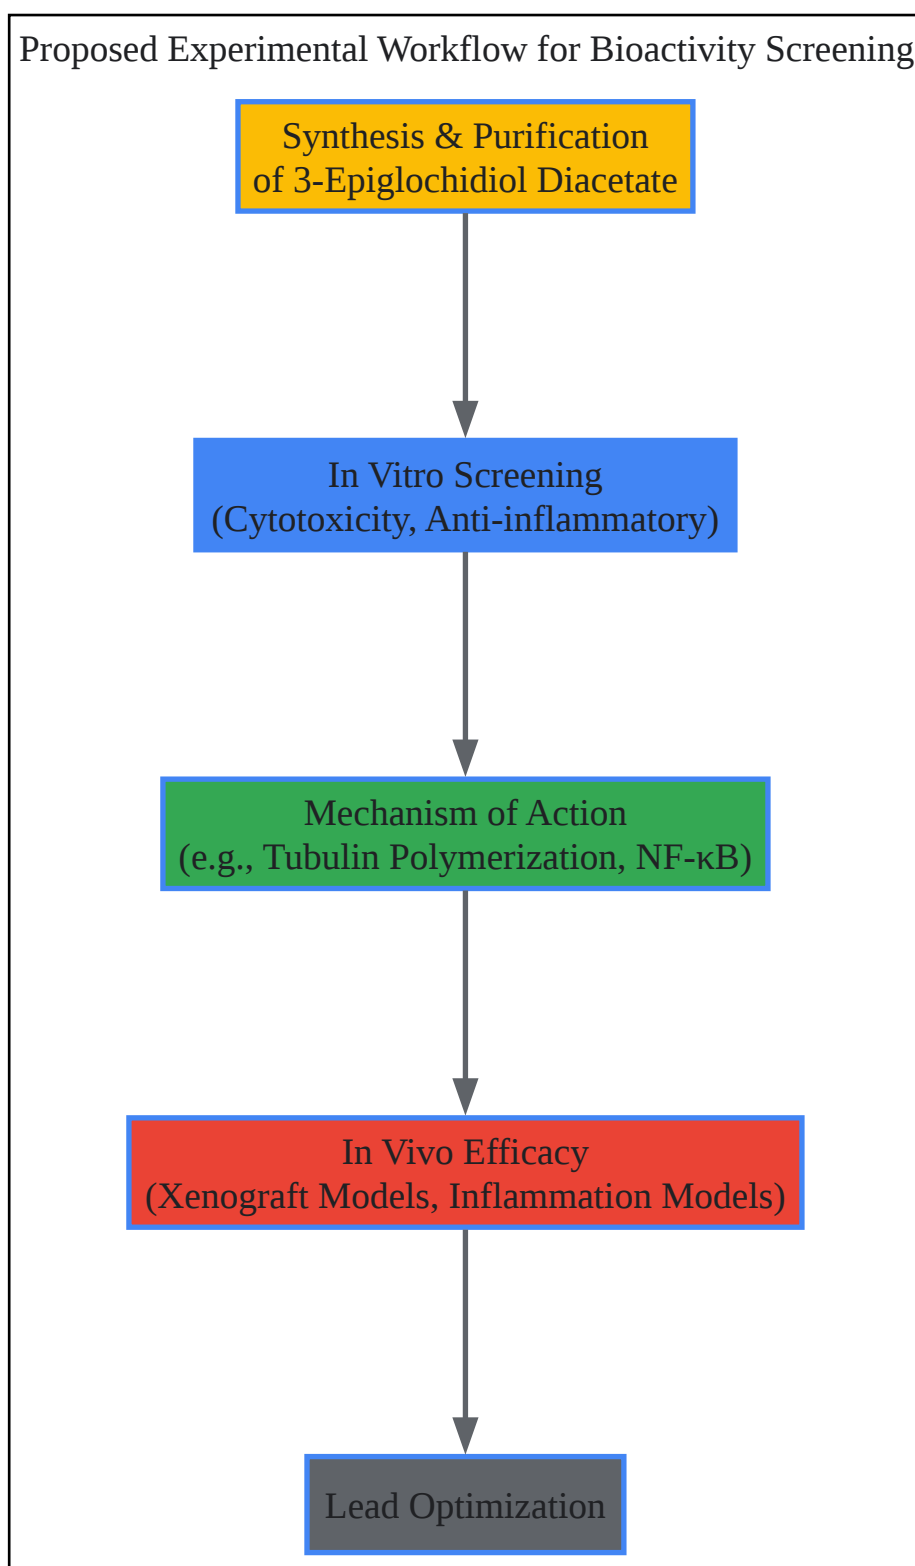 Proposed Experimental Workflow for Bioactivity Screening
Synthesis & Purification
of 3-Epiglochidiol Diacetate
In Vitro Screening
(Cytotoxicity, Anti-inflammatory)
Mechanism of Action
(e.g., Tubulin Polymerization, NF-κB)
In Vivo Efficacy
(Xenograft Models, Inflammation Models)
Lead Optimization